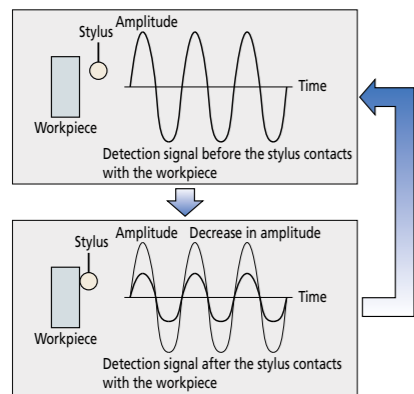 Stylus
Amplitude
Time
Workpiece
Detection signal before the stylus contacts
with the workpiece
Stylus
Amplitude
Decrease in amplitude
Time
Workpiece
Detection signal after the stylus contacts
with the workpiece